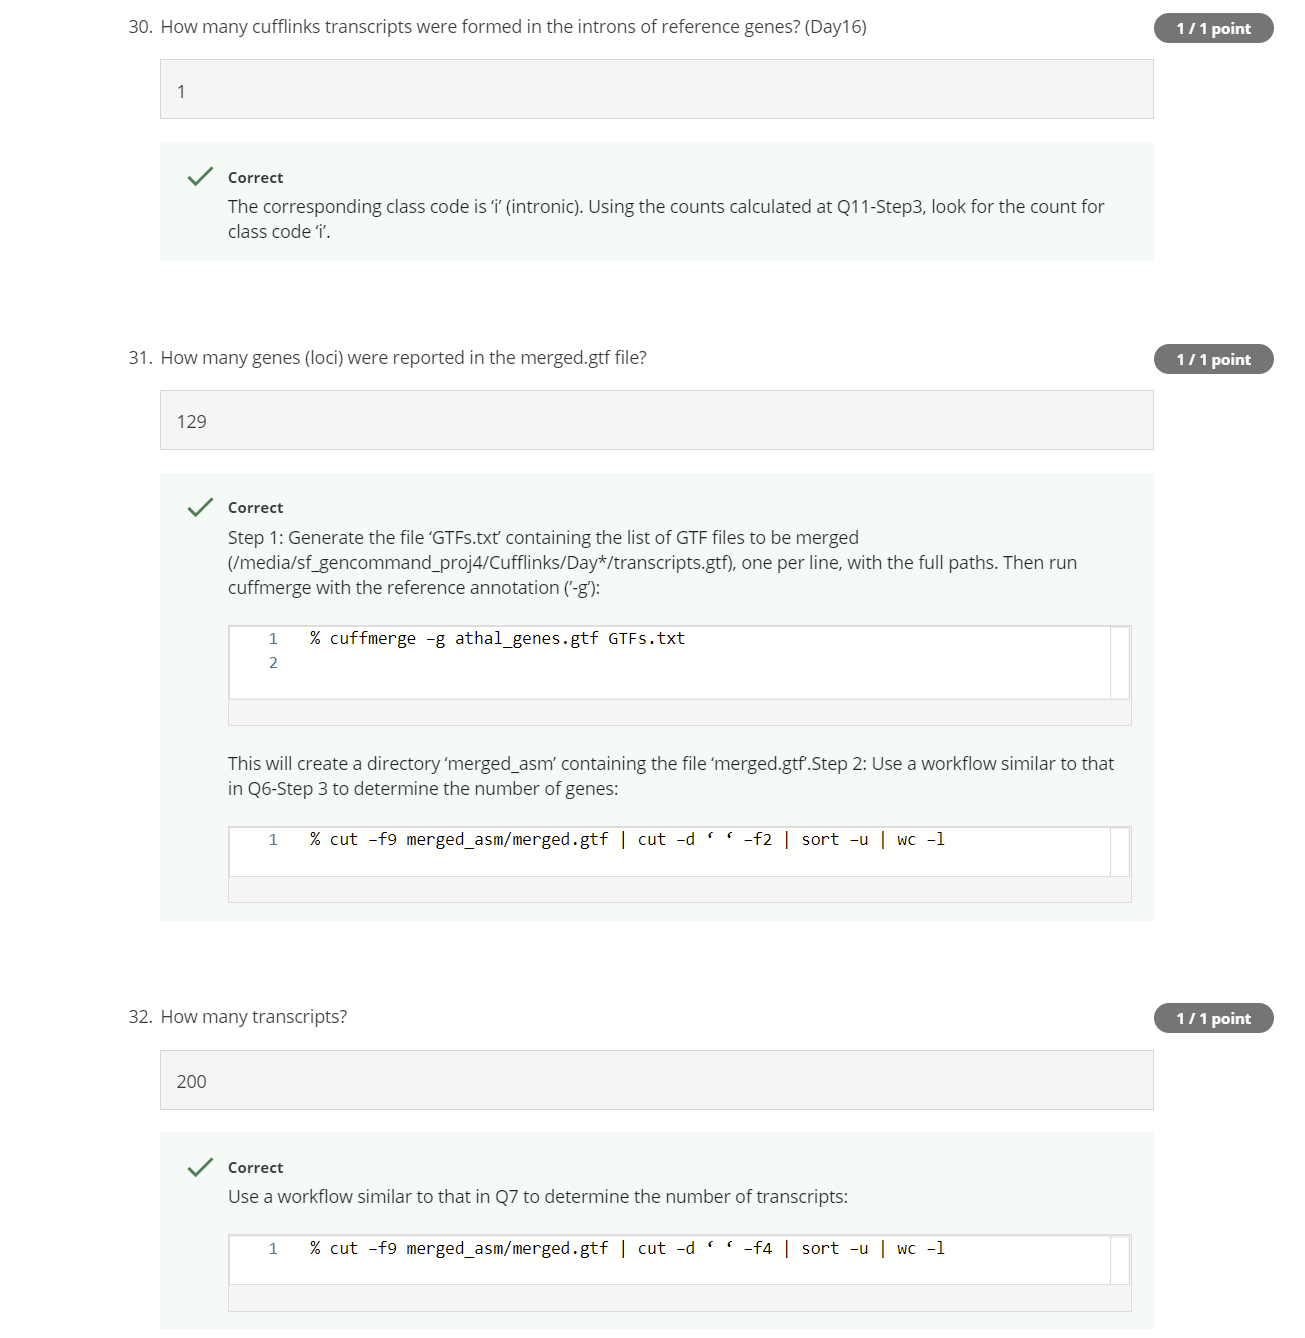 30. How many cufflinks transcripts were formed in the introns of reference genes? (Day16)
1 / 1 point
1
Correct
The corresponding class code is ‘i’ (intronic). Using the counts calculated at Q11-Step3, look for the count for
class code ‘i’.
31. How many genes (loci) were reported in the merged.gtf file?
1 / 1 point
129
Correct
Step 1: Generate the file ‘GTFs.txt’ containing the list of GTF files to be merged
(/media/sf_gencommand_proj4/Cufflinks/Day*/transcripts.gtf), one per line, with the full paths. Then run
cuffmerge with the reference annotation (‘-g’):
1 % cuffmerge –g athal_genes.gtf GTFs.txt
2
This will create a directory ‘merged_asm’ containing the file ‘merged.gtf’.Step 2: Use a workflow similar to that
in Q6-Step 3 to determine the number of genes:
1 % cut –f9 merged_asm/merged.gtf | cut –d ‘ ‘ –f2 | sort –u | wc –l
32. How many transcripts?
1 / 1 point
200
Correct
Use a workflow similar to that in Q7 to determine the number of transcripts:
1 % cut –f9 merged_asm/merged.gtf | cut –d ‘ ‘ –f4 | sort –u | wc –l